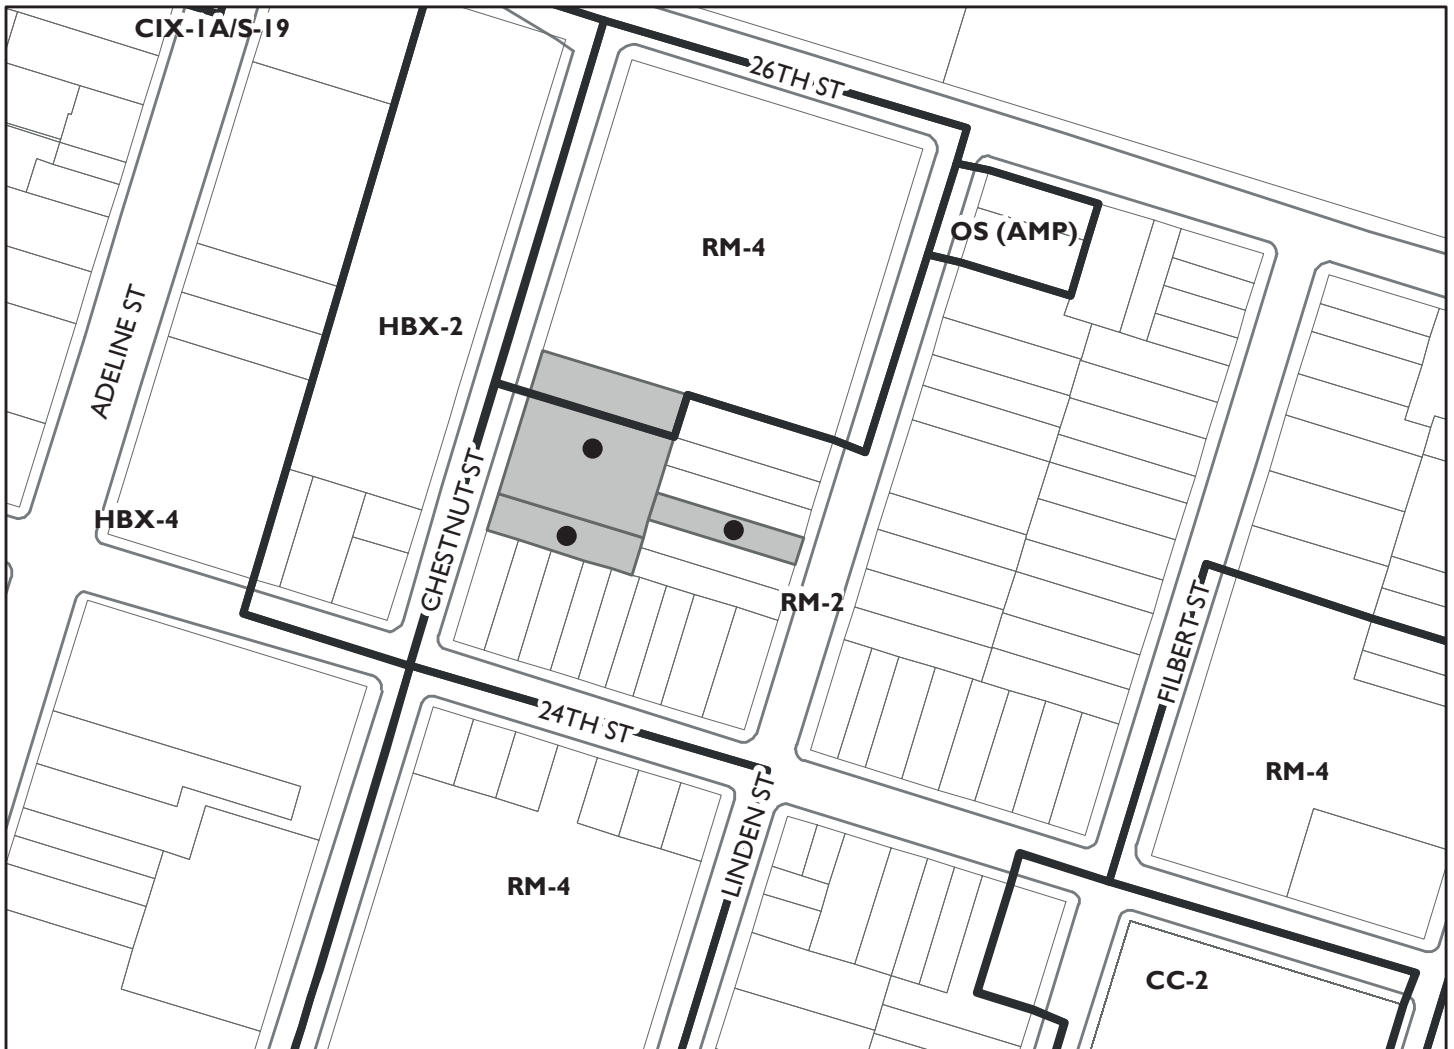 CIX-1A/S-19
26TH ST
RM-4
OS (AMP)
HBX-2
ADELINE ST
HBX-4
CHESTNUT ST
RM-2
FILBERT ST
24TH ST
RM-4
LINDEN ST
RM-4
CC-2